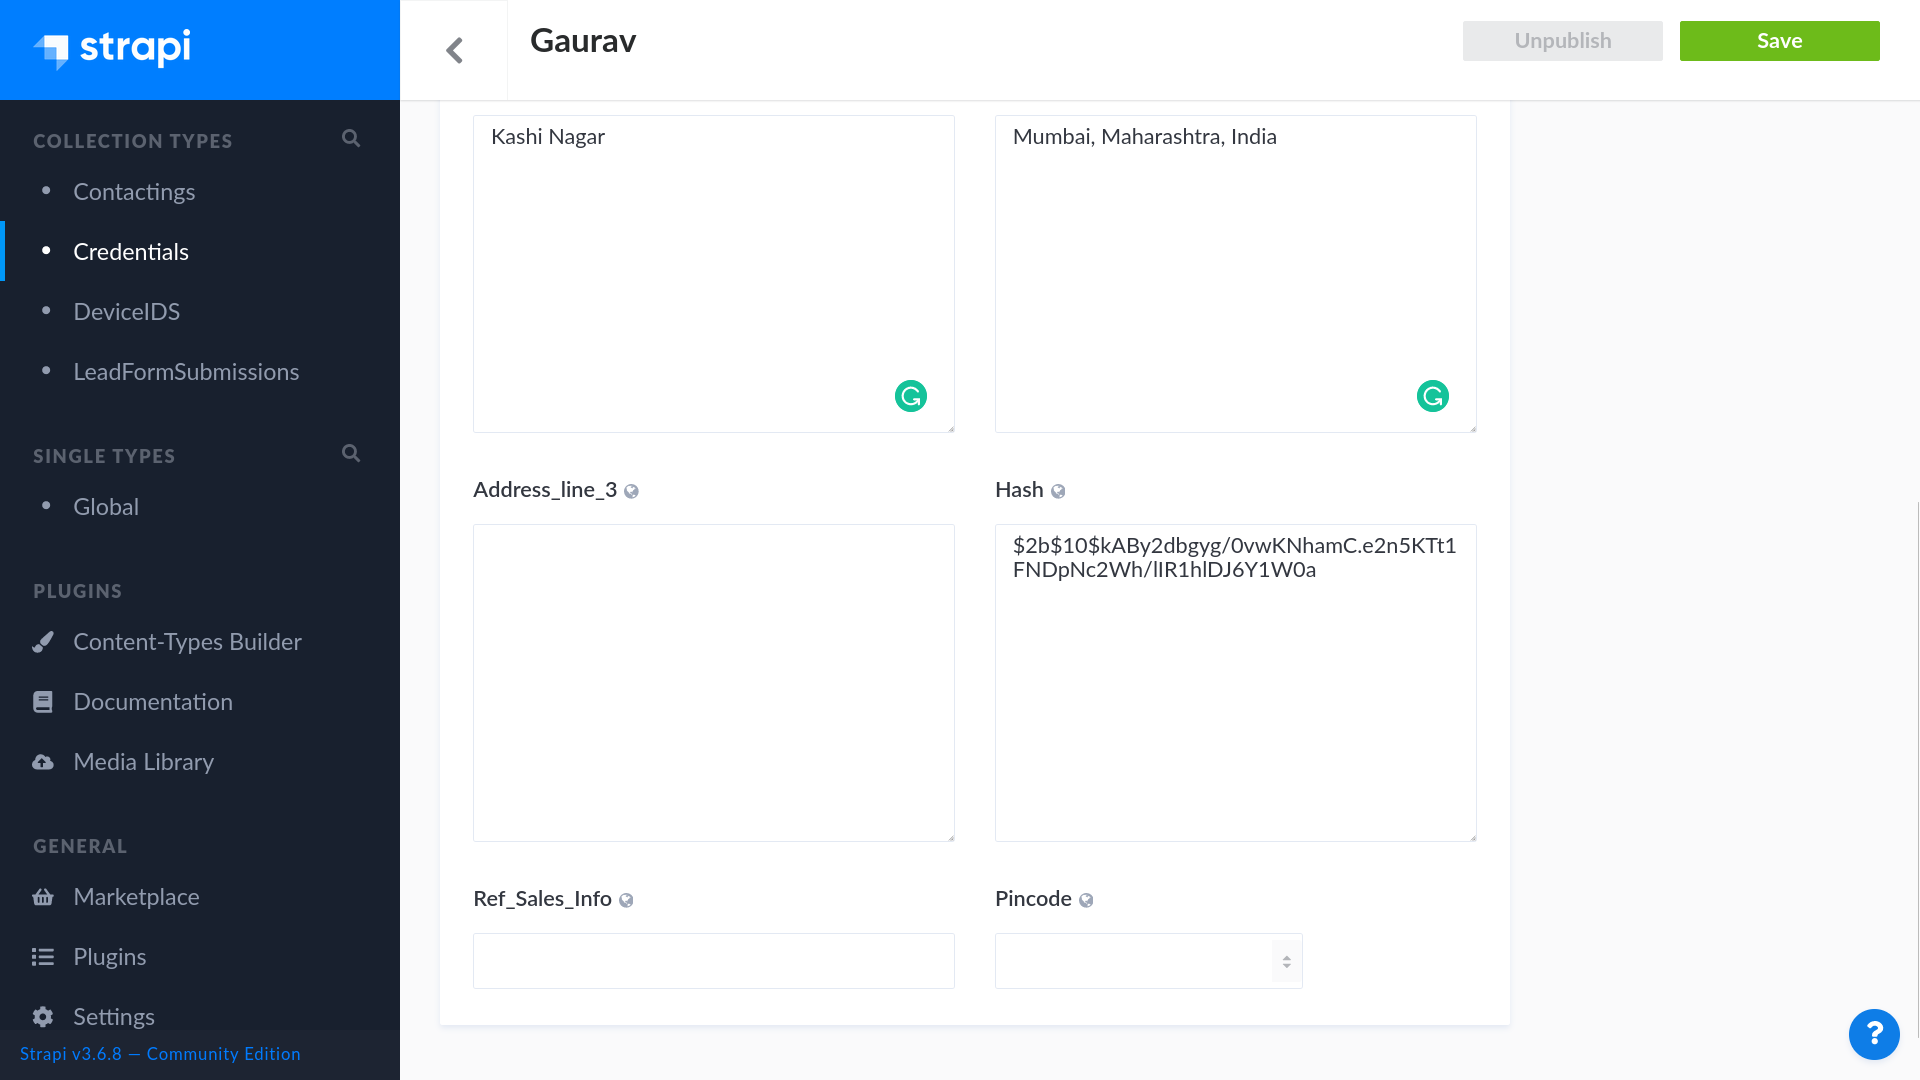 strapi
Gaurav
Unpublish
Save
COLLECTION TYPES
Contactings
Credentials
DeviceIDS
LeadFormSubmissions
SINGLE TYPES
Global
PLUGINS
Content-Types Builder
Documentation
Media Library
GENERAL
Marketplace
Plugins
Settings
Strapi v3.6.8 — Community Edition
Kashi Nagar
Mumbai, Maharashtra, India
Address_line_3
Hash
$2b$10$kABy2dbgyg/0vwKNhamC.e2n5KTt1
FNDpNc2Wh/lIR1hlDJ6Y1W0a
Ref_Sales_Info
Pincode